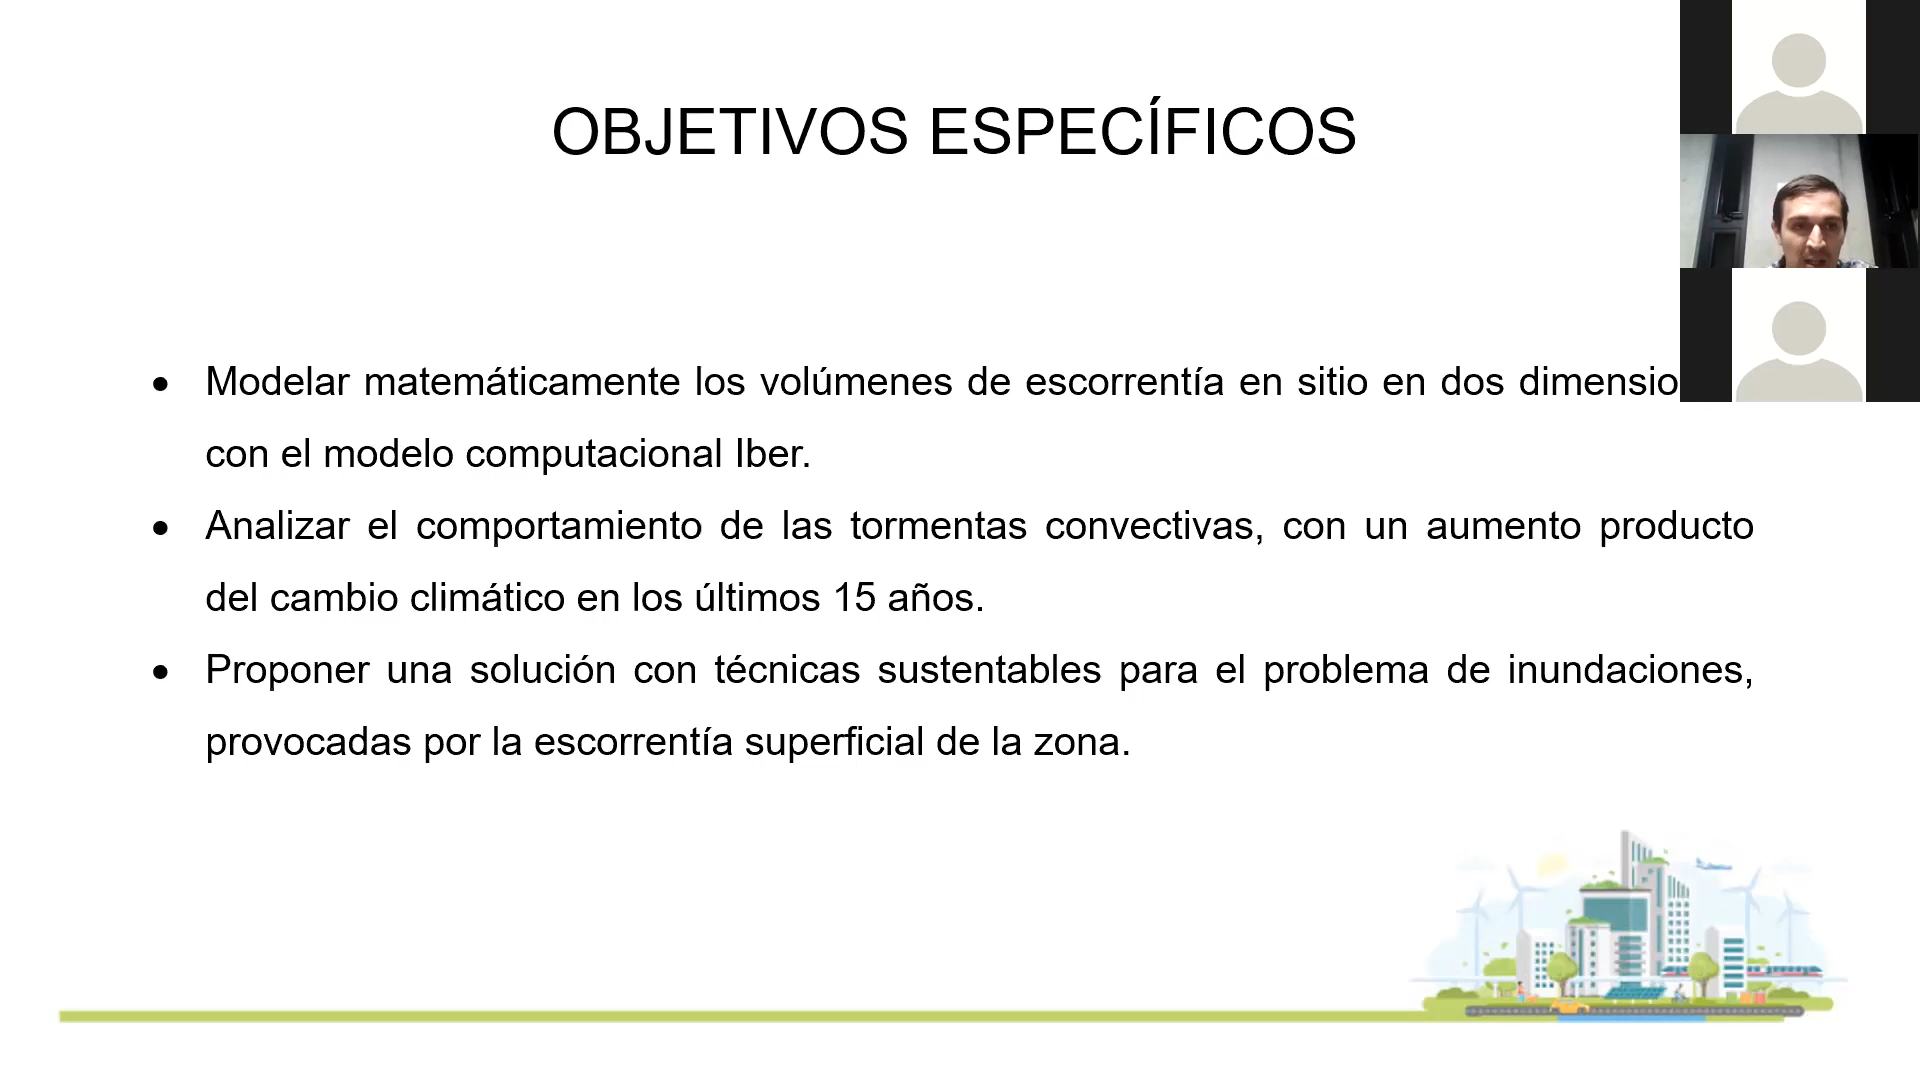 OBJETIVOS ESPECÍFICOS
• Modelar matemáticamente los volúmenes de escorrentía en sitio en dos
con el modelo computacional Iber.
• Analizar el comportamiento de las tormentas convectivas, con un aumento producto
del cambio climático en los últimos 15 años.
• Proponer una solución con técnicas sustentables para el problema de inundaciones,
provocadas por la escorrentía superficial de la zona.